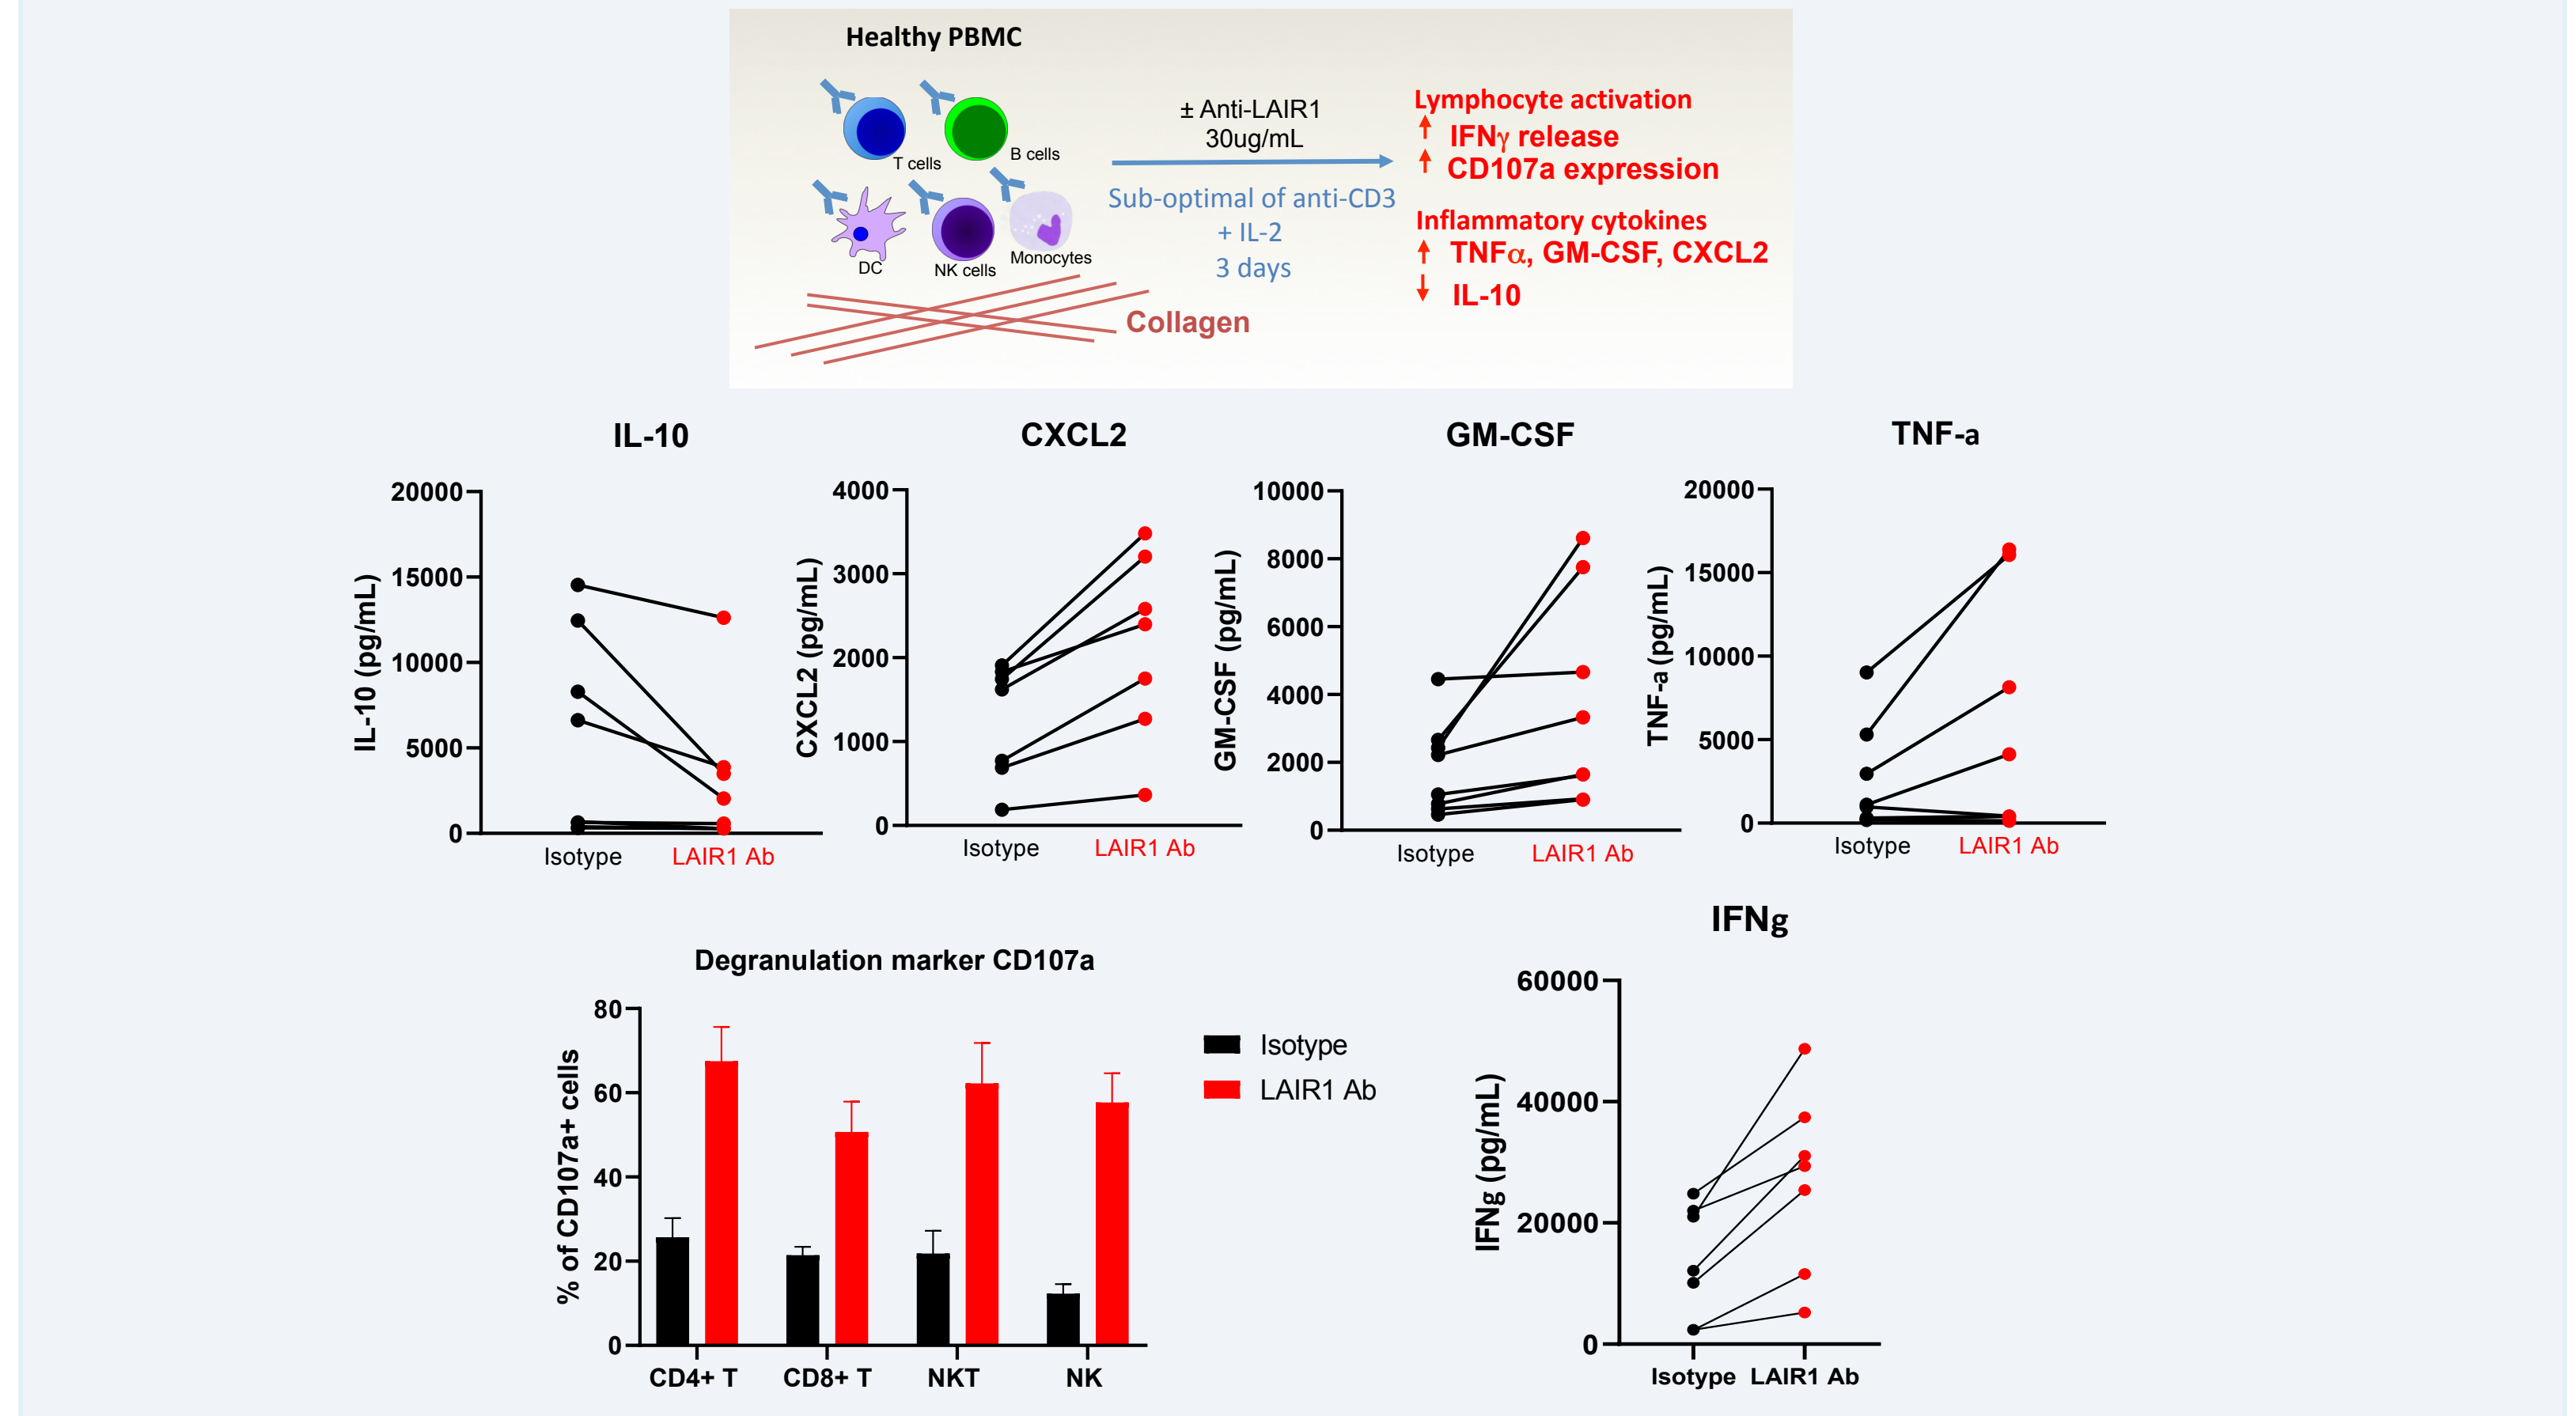 Healthy PBMC
T cells
B cells
DC
NK cells
Monocytes
Collagen
± Anti-LAIR1
30ug/mL
Sub-optimal of anti-CD3
+ IL-2
3 days
Lymphocyte activation
IFNγ release
CD107a expression
Inflammatory cytokines
TNFα, GM-CSF, CXCL2
IL-10
IL-10
IL-10 (pg/mL)
20000
15000
10000
5000
0
Isotype
LAIR1 Ab
CXCL2
CXCL2 (pg/mL)
4000
3000
2000
1000
0
Isotype
LAIR1 Ab
GM-CSF
GM-CSF (pg/mL)
10000
8000
6000
4000
2000
0
Isotype
LAIR1 Ab
TNF-a
TNF-a (pg/mL)
20000
15000
10000
5000
0
Isotype
LAIR1 Ab
Degranulation marker CD107a
% of CD107a+ cells
80
60
40
20
0
CD4+ T
CD8+ T
NKT
NK
Isotype
LAIR1 Ab
IFNg
IFNg (pg/mL)
60000
40000
20000
0
Isotype
LAIR1 Ab